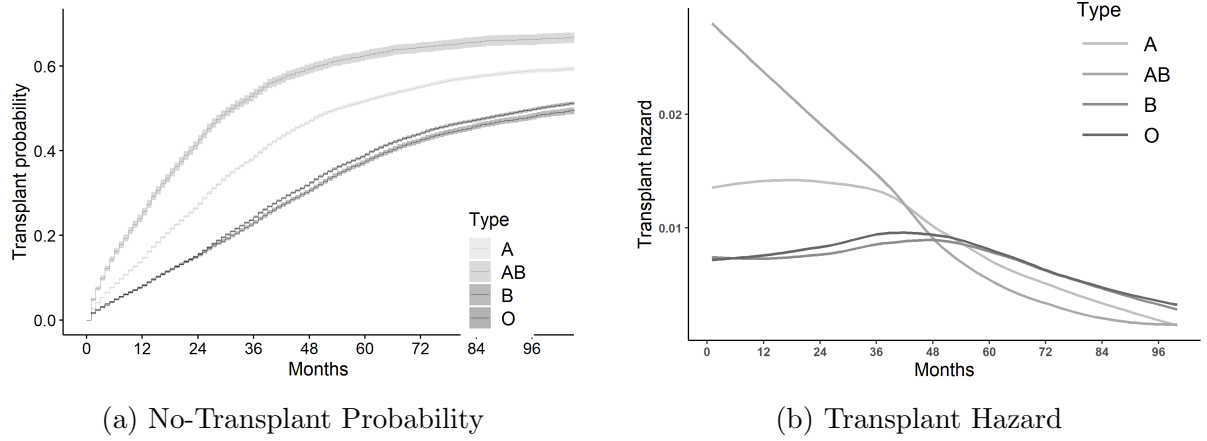 Transplant probability
0.6
0.4
0.2
0.0
0 12 24 36 48 60 72 84 96
Months
Type
A
AB
B
O
(a) No-Transplant Probability
Transplant hazard
0.02
0.01
0 12 24 36 48 60 72 84 96
Months
Type
A
AB
B
O
(b) Transplant Hazard